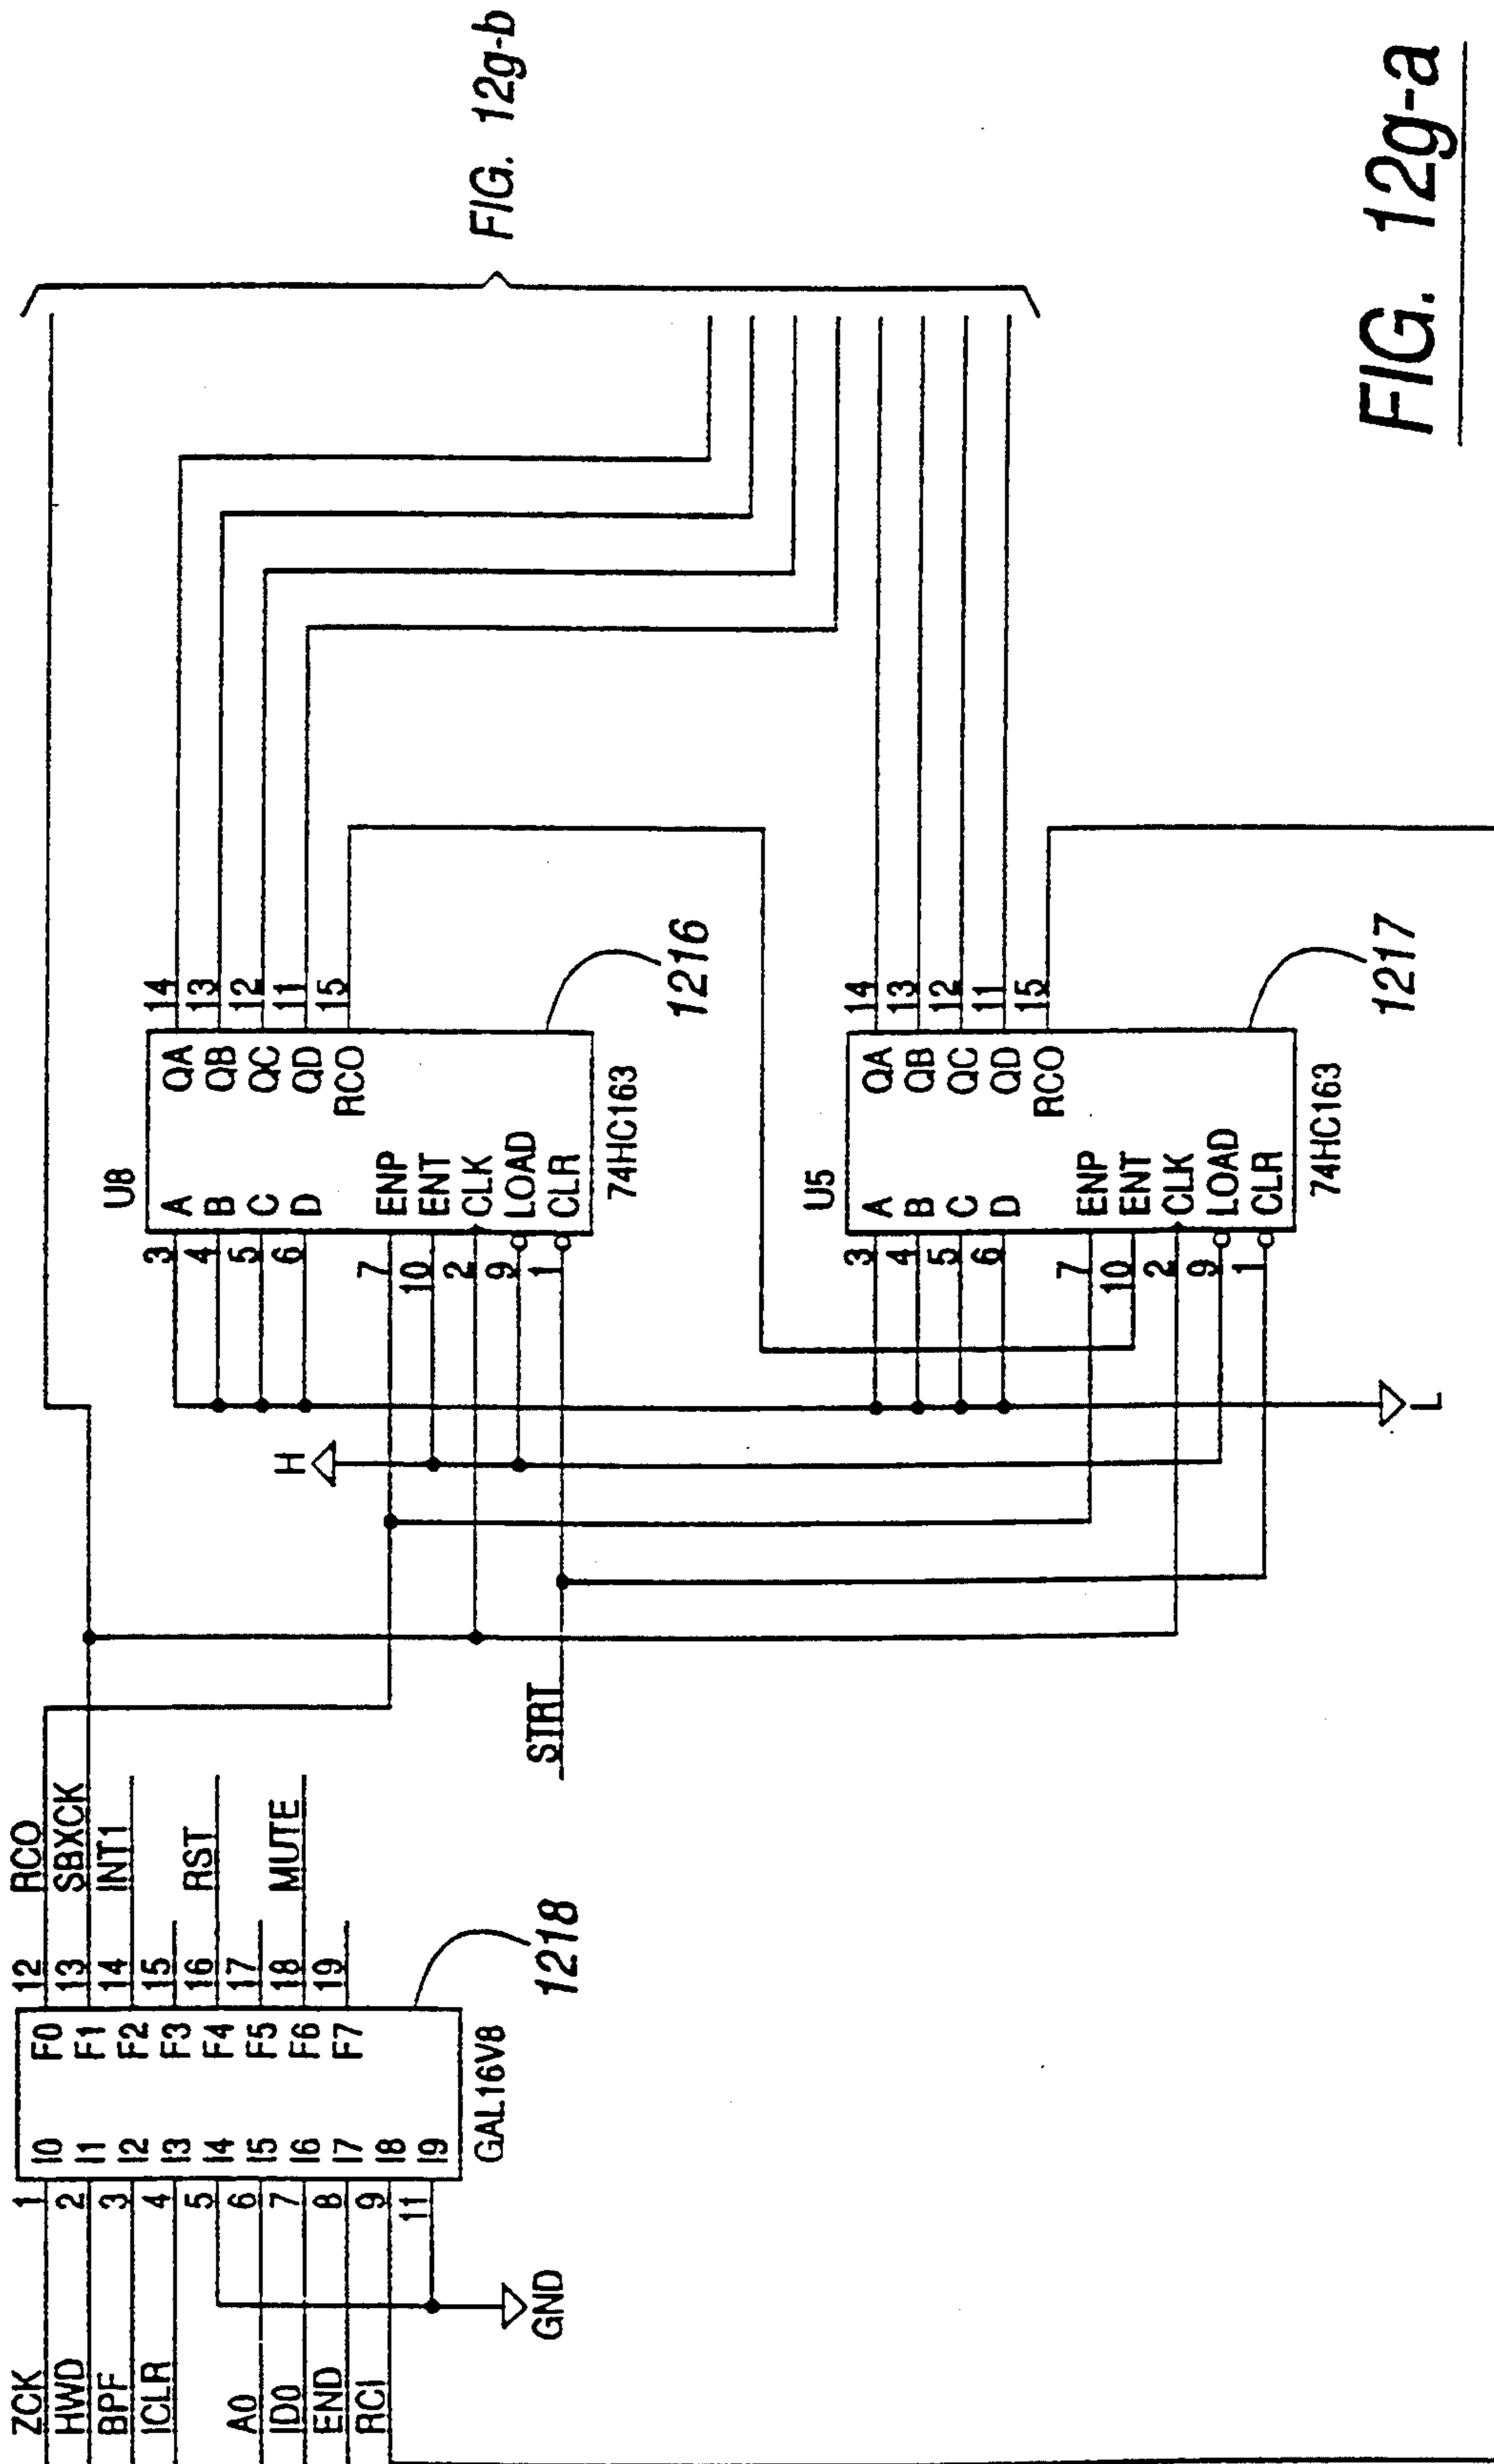 ZCK 1 I0 F0 12 RCO
HWD 2 I1 F1 13 SBXCK
BPF 3 I2 F2 14 INT1
ICLR 4 I3 F3 15
5 I4 F4 16 RST
A0 6 I5 F5 17
ID0 7 I6 F6 18 MUTE
END 8 I7 F7 19
RCI 9 I8
11 I9
GND
GAL16V8
1218
STRT
H
U8
3 A QA 14
4 B QB 13
5 C QC 12
6 D QD 11
RCO 15
7 ENP
10 ENT
2 CLK
9 LOAD
1 CLR
74HC163
1216
FIG. 12g-b
U5
3 A QA 14
4 B QB 13
5 C QC 12
6 D QD 11
RCO 15
7 ENP
10 ENT
2 CLK
9 LOAD
1 CLR
74HC163
1217
L
FIG. 12g-a